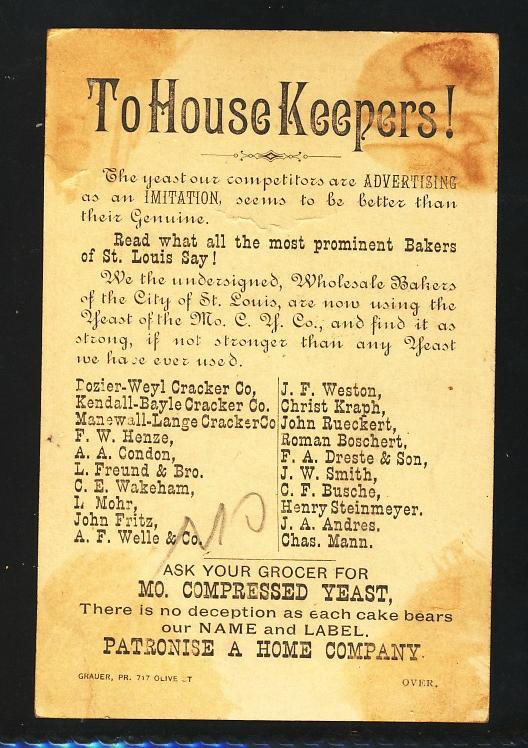 To House Keepers!
The yeast our competitors are ADVERTISING
as an IMITATION, seems to be better than
their Genuine.
Read what all the most prominent Bakers
of St. Louis Say!
We the undersigned, Wholesale Bakers
of the City of St. Louis, are now using the
Yeast of the Mo. C. Y. Co., and find it as
strong, if not stronger than any Yeast
we have ever used.
Dozier-Weyl Cracker Co,
Kendall-Bayle Cracker Co.
Manewall-Lange Cracker Co
F. W. Henze,
A. A. Condon,
L. Freund & Bro.
C. E. Wakeham,
L. Mohr,
John Fritz,
A. F. Welle & Co.
J. F. Weston,
Christ Kraph,
John Rueckert,
Roman Boschert,
F. A. Dreste & Son,
J. W. Smith,
C. F. Busche,
Henry Steinmeyer.
J. A. Andres.
Chas. Mann.
ASK YOUR GROCER FOR
MO. COMPRESSED YEAST,
There is no deception as each cake bears
our NAME and LABEL.
PATRONISE A HOME COMPANY.
GRAUER, PR. 717 OLIVE ST
OVER.